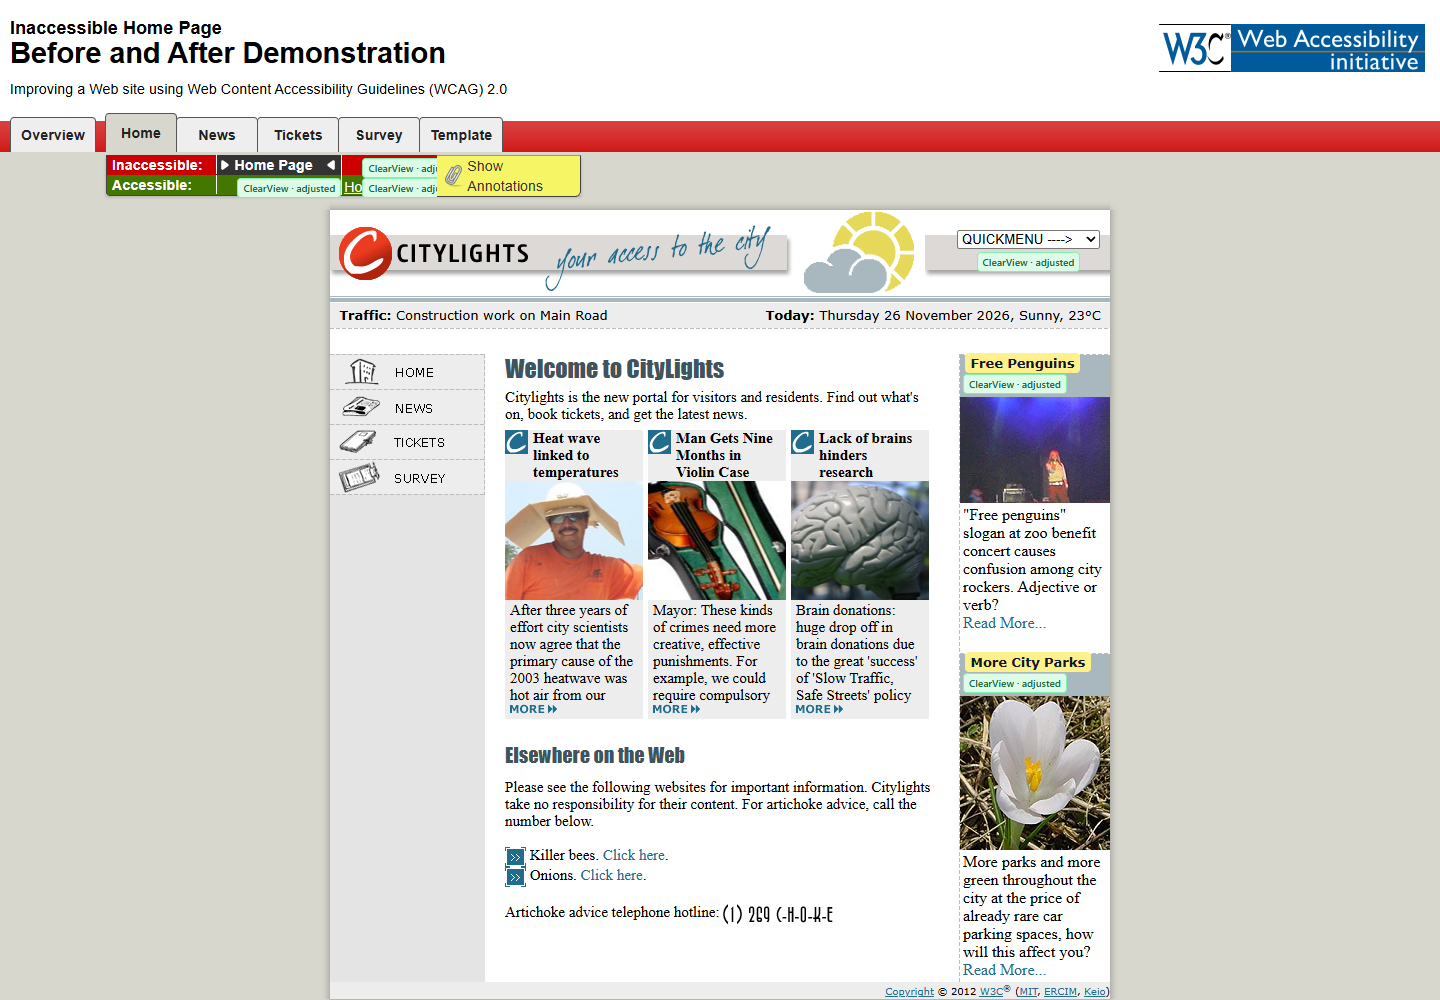 Inaccessible Home Page
Before and After Demonstration
Improving a Web site using Web Content Accessibility Guidelines (WCAG) 2.0
W3C® Web Accessibility initiative
Overview Home News Tickets Survey Template
Inaccessible: Home Page ClearView · adju
Accessible: ClearView · adjusted Ho ClearView · adju
Show Annotations
CITYLIGHTS your access to the city
QUICKMENU ---->
ClearView · adjusted
Traffic: Construction work on Main Road
Today: Thursday 26 November 2026, Sunny, 23°C
HOME
NEWS
TICKETS
SURVEY
Welcome to CityLights
Citylights is the new portal for visitors and residents. Find out what's
on, book tickets, and get the latest news.
Heat wave
linked to
temperatures
After three years of
effort city scientists
now agree that the
primary cause of the
2003 heatwave was
hot air from our
MORE
Man Gets Nine
Months in
Violin Case
Mayor: These kinds
of crimes need more
creative, effective
punishments. For
example, we could
require compulsory
MORE
Lack of brains
hinders
research
Brain donations:
huge drop off in
brain donations due
to the great 'success'
of 'Slow Traffic,
Safe Streets' policy
MORE
Elsewhere on the Web
Please see the following websites for important information. Citylights
take no responsibility for their content. For artichoke advice, call the
number below.
Killer bees. Click here.
Onions. Click here.
Artichoke advice telephone hotline: (1) 269 C-H-O-K-E
Free Penguins
ClearView · adjusted
"Free penguins"
slogan at zoo benefit
concert causes
confusion among city
rockers. Adjective or
verb?
Read More...
More City Parks
ClearView · adjusted
More parks and more
green throughout the
city at the price of
already rare car
parking spaces, how
will this affect you?
Read More...
Copyright © 2012 W3C® (MIT, ERCIM, Keio)